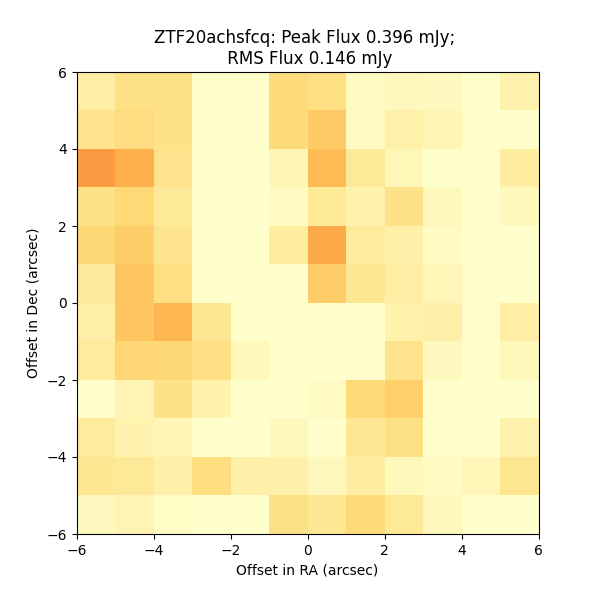 ZTF20achsfcq: Peak Flux 0.396 mJy;
RMS Flux 0.146 mJy
6
4
2
0
−2
−4
−6
Offset in Dec (arcsec)
−6 −4 −2 0 2 4 6
Offset in RA (arcsec)